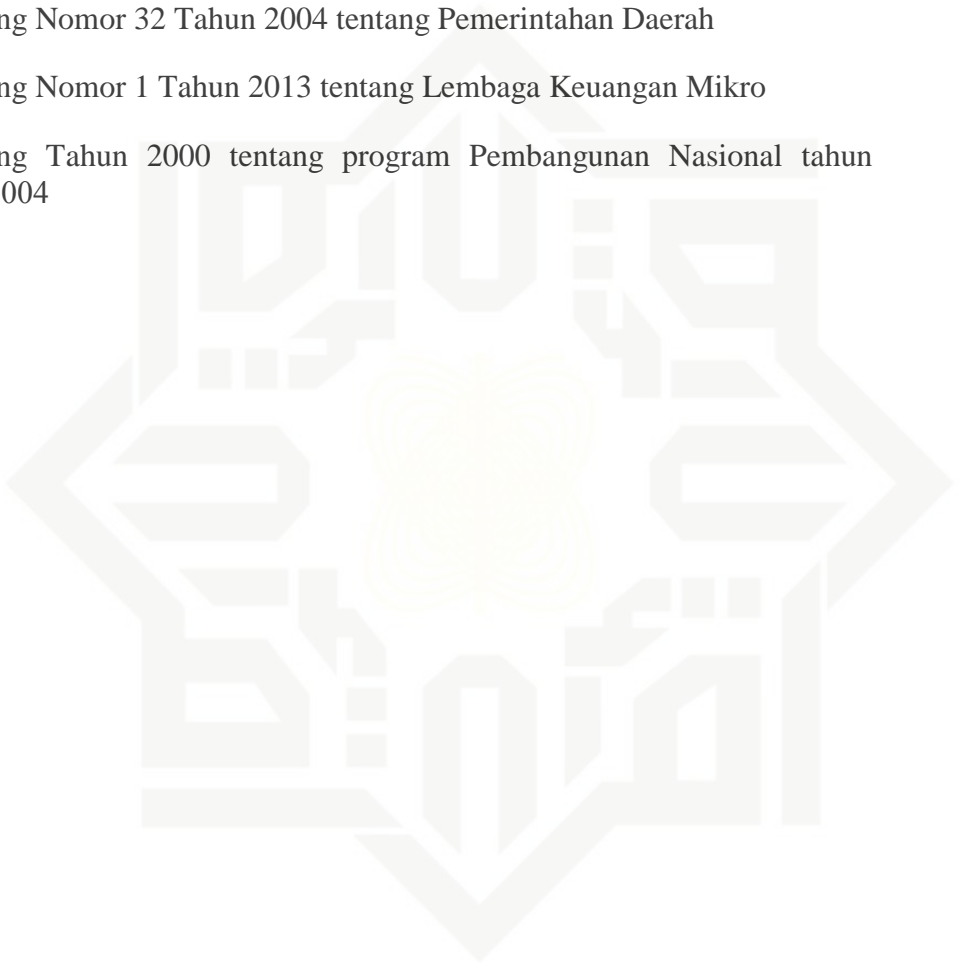 ng Nomor 32 Tahun 2004 tentang Pemerintahan Daerah
ng Nomor 1 Tahun 2013 tentang Lembaga Keuangan Mikro
ng Tahun 2000 tentang program Pembangunan Nasional tahun
004